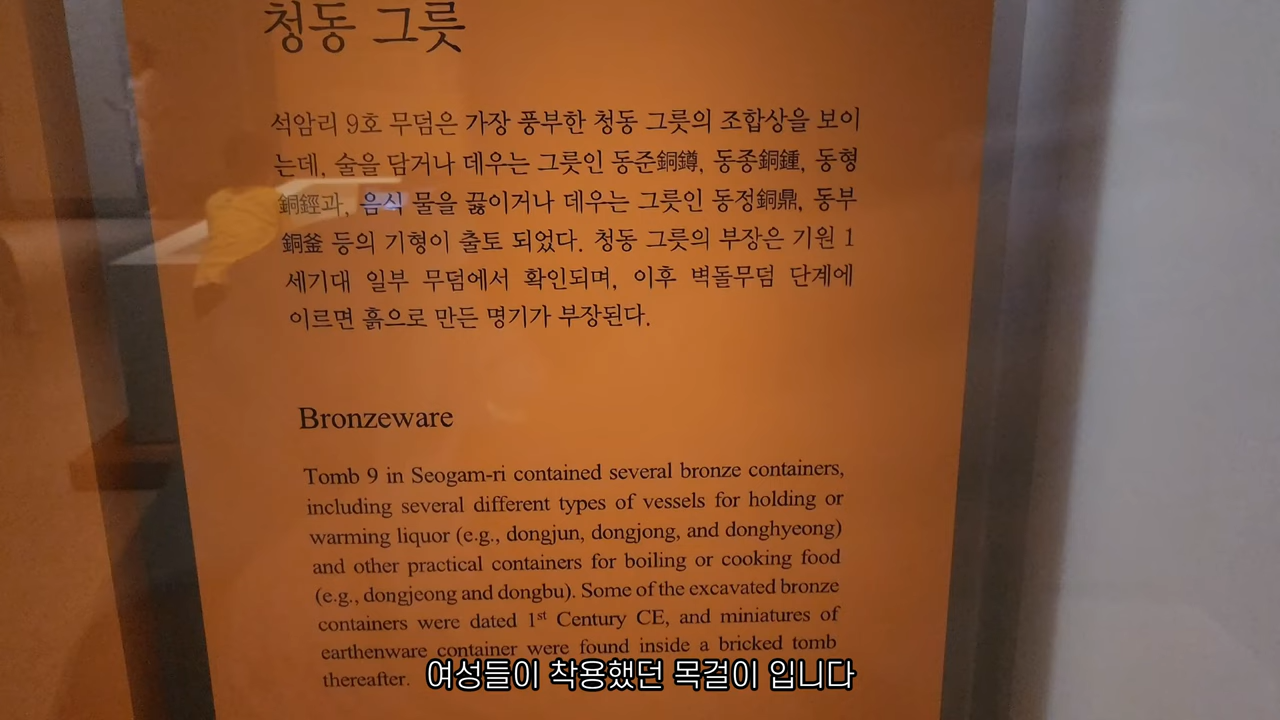 청동 그릇
석암리 9호 무덤은 가장 풍부한 청동 그릇의 조합상을 보이
는데, 술을 담거나 데우는 그릇인 동준銅鐏, 동종銅鍾, 동형
銅鋞과, 음식 물을 끓이거나 데우는 그릇인 동정銅鼎, 동부
銅釜 등의 기형이 출토 되었다. 청동 그릇의 부장은 기원 1
세기대 일부 무덤에서 확인되며, 이후 벽돌무덤 단계에
이르면 흙으로 만든 명기가 부장된다.
Bronzeware
Tomb 9 in Seogam-ri contained several bronze containers,
including several different types of vessels for holding or
warming liquor (e.g., dongjun, dongjong, and donghyeong)
and other practical containers for boiling or cooking food
(e.g., dongjeong and dongbu). Some of the excavated bronze
containers were dated 1st Century CE, and miniatures of
earthenware container were found inside a bricked tomb
thereafter.
여성들이 착용했던 목걸이 입니다